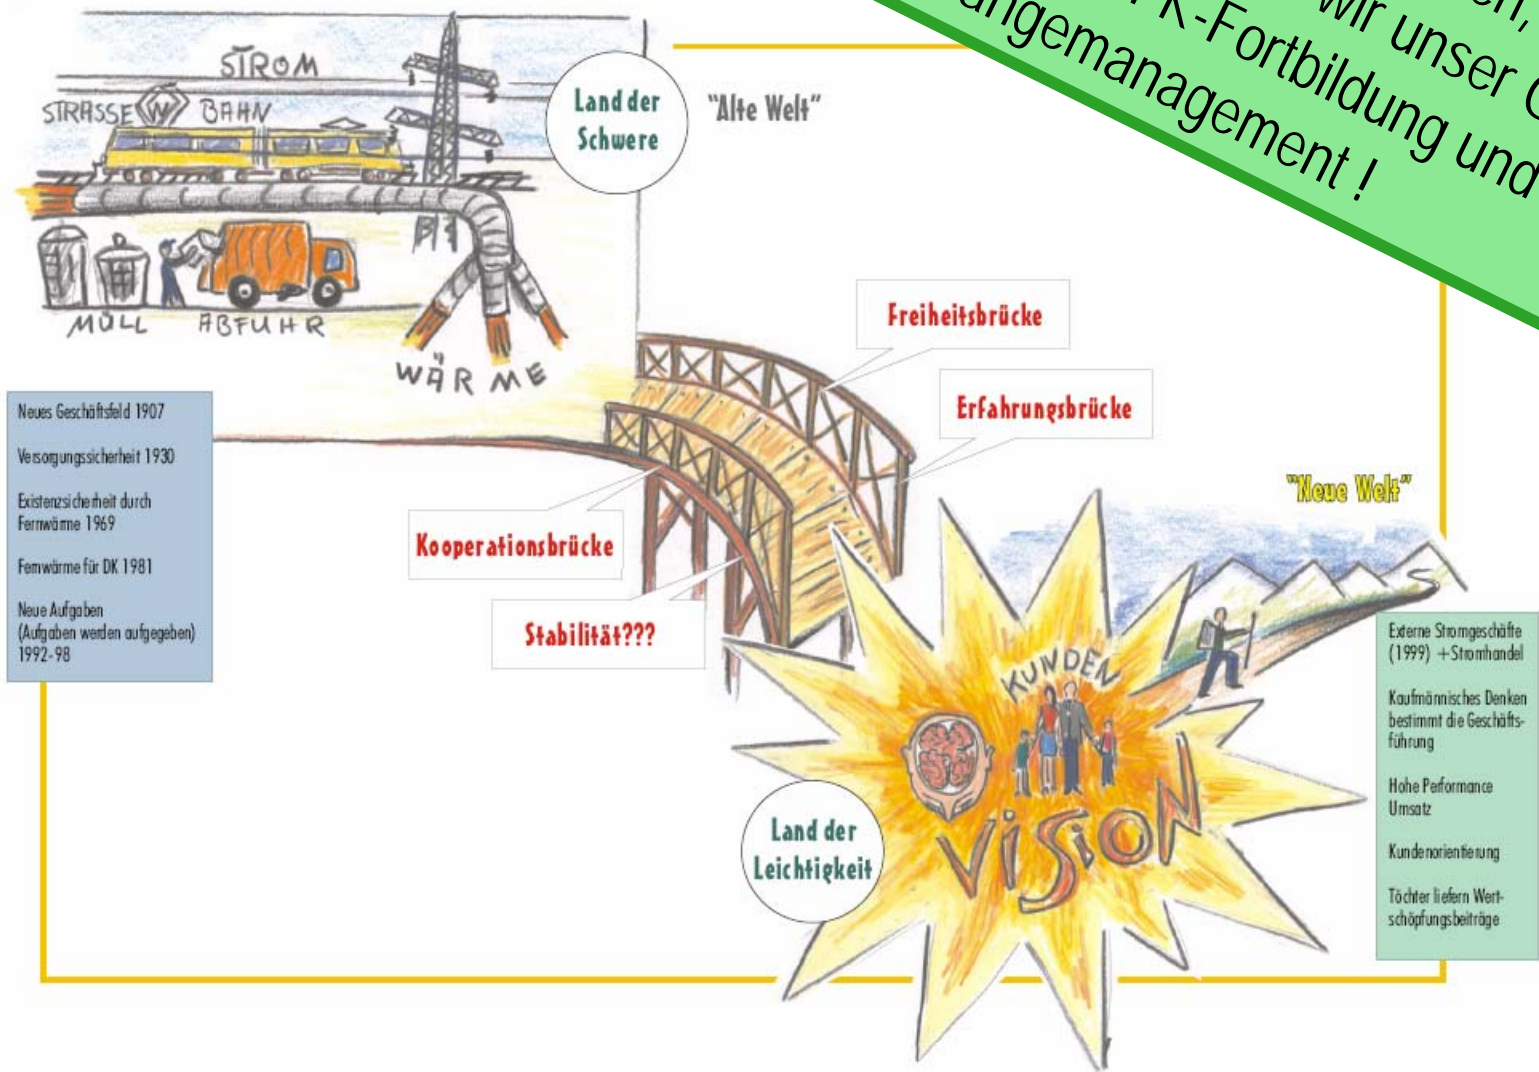 wir unser
K-Fortbildung und
angemanagement !
STROM
STRASSE BAHN
MÜLL ABFUHR
WÄRME
Land der
Schwere
"Alte Welt"
Neues Geschäftsfeld 1907
Versorgungssicherheit 1930
Existenzsicherheit durch
Fernwärme 1969
Fernwärme für DK 1981
Neue Aufgaben
(Aufgaben werden aufgegeben)
1992-98
Freiheitsbrücke
Erfahrungsbrücke
Kooperationsbrücke
Stabilität???
"Neue Welt"
KUNDEN
VISION
Land der
Leichtigkeit
Externe Stromgeschäfte
(1999) +Stromhandel
Kaufmännisches Denken
bestimmt die Geschäfts-
führung
Hohe Performance
Umsatz
Kundenorientierung
Töchter liefern Wert-
schöpfungsbeiträge